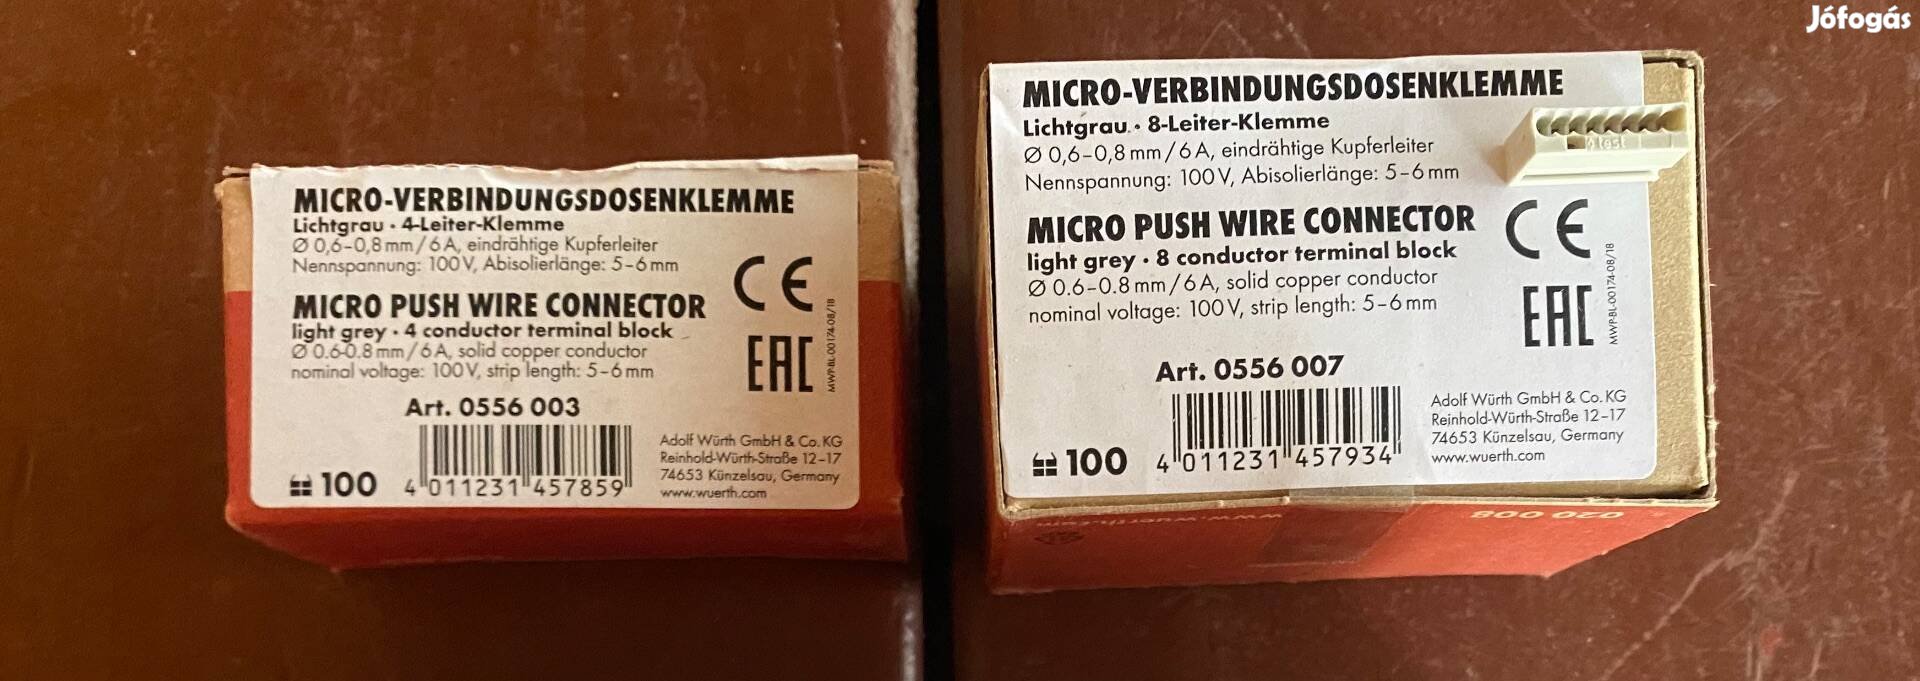 Jófogás
MICRO-VERBINDUNGSDOSENKLEMME
Lichtgrau · 4-Leiter-Klemme
Ø 0,6–0,8 mm / 6 A, eindrähtige Kupferleiter
Nennspannung: 100 V, Abisolierlänge: 5–6 mm
MICRO PUSH WIRE CONNECTOR
light grey · 4 conductor terminal block
Ø 0.6-0.8 mm / 6 A, solid copper conductor
nominal voltage: 100 V, strip length: 5–6 mm
CE
EAC
MWP-BL-00174-08/18
Art. 0556 003
100
4 011231 457859
Adolf Würth GmbH & Co. KG
Reinhold-Würth-Straße 12–17
74653 Künzelsau, Germany
www.wuerth.com
MICRO-VERBINDUNGSDOSENKLEMME
Lichtgrau · 8-Leiter-Klemme
Ø 0,6–0,8 mm / 6 A, eindrähtige Kupferleiter
Nennspannung: 100 V, Abisolierlänge: 5–6 mm
test
MICRO PUSH WIRE CONNECTOR
light grey · 8 conductor terminal block
Ø 0.6-0.8 mm / 6 A, solid copper conductor
nominal voltage: 100 V, strip length: 5–6 mm
CE
EAC
MWP-BL-00174-08/18
Art. 0556 007
100
4 011231 457934
Adolf Würth GmbH & Co. KG
Reinhold-Würth-Straße 12–17
74653 Künzelsau, Germany
www.wuerth.com
www.wuerth.com
020 008